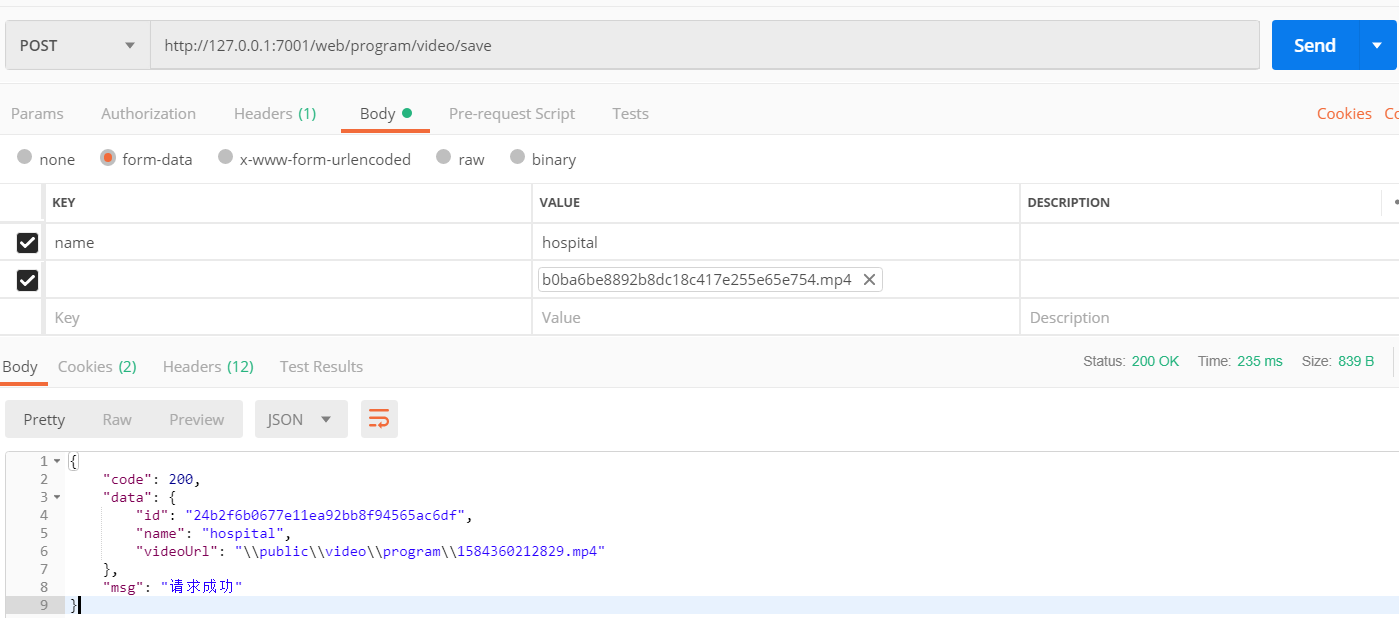 POST http://127.0.0.1:7001/web/program/video/save Send
Params Authorization Headers (1) Body Pre-request Script Tests Cookies Co
none form-data x-www-form-urlencoded raw binary
KEY VALUE DESCRIPTION
name hospital
b0ba6be8892b8dc18c417e255e65e754.mp4
Key Value Description
Body Cookies (2) Headers (12) Test Results Status: 200 OK Time: 235 ms Size: 839 B
Pretty Raw Preview JSON
1 {
2 "code": 200,
3 "data": {
4 "id": "24b2f6b0677e11ea92bb8f94565ac6df",
5 "name": "hospital",
6 "videoUrl": "\\public\\video\\program\\1584360212829.mp4"
7 },
8 "msg": "请求成功"
9 }